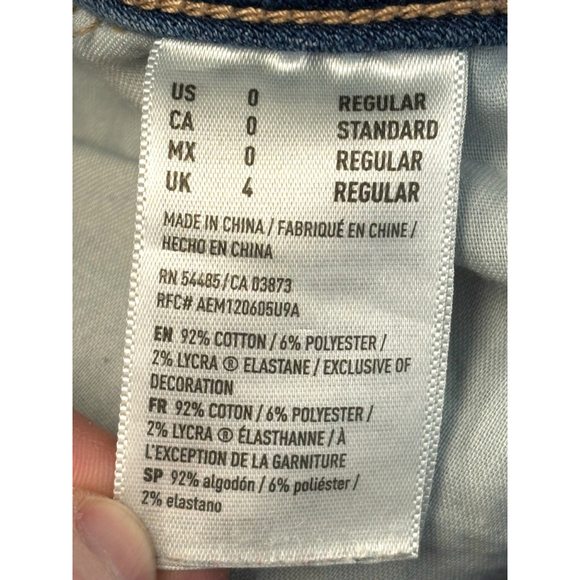 US 0 REGULAR
CA 0 STANDARD
MX 0 REGULAR
UK 4 REGULAR
MADE IN CHINA / FABRIQUÉ EN CHINE /
HECHO EN CHINA
RN 54485 / CA 03873
RFC# AEM120605U9A
EN 92% COTTON / 6% POLYESTER /
2% LYCRA ® ELASTANE / EXCLUSIVE OF
DECORATION
FR 92% COTON / 6% POLYESTER /
2% LYCRA ® ÉLASTHANNE / À
L'EXCEPTION DE LA GARNITURE
SP 92% algodón / 6% poliéster /
2% elastano